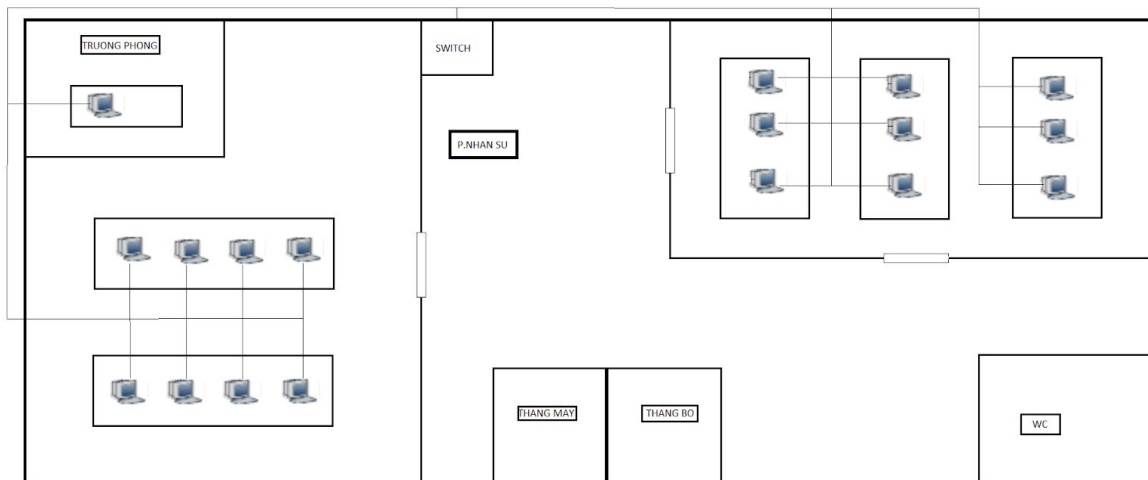 TRUONG PHONG
SWITCH
P.NHAN SU
THANG MAY
THANG BO
WC